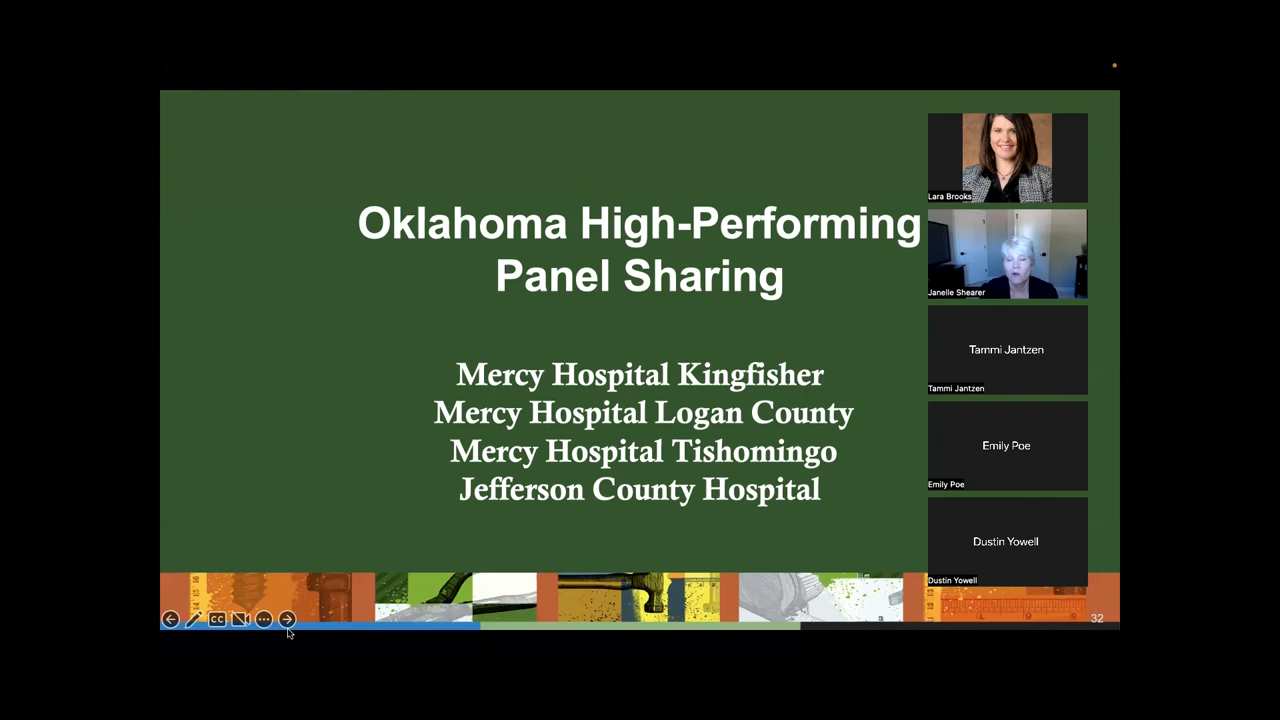 Oklahoma High-Performing
Panel Sharing
Mercy Hospital Kingfisher
Mercy Hospital Logan County
Mercy Hospital Tishomingo
Jefferson County Hospital
Lara Brooks
Janelle Shearer
Tammi Jantzen
Tammi Jantzen
Emily Poe
Emily Poe
Dustin Yowell
Dustin Yowell
CC
32